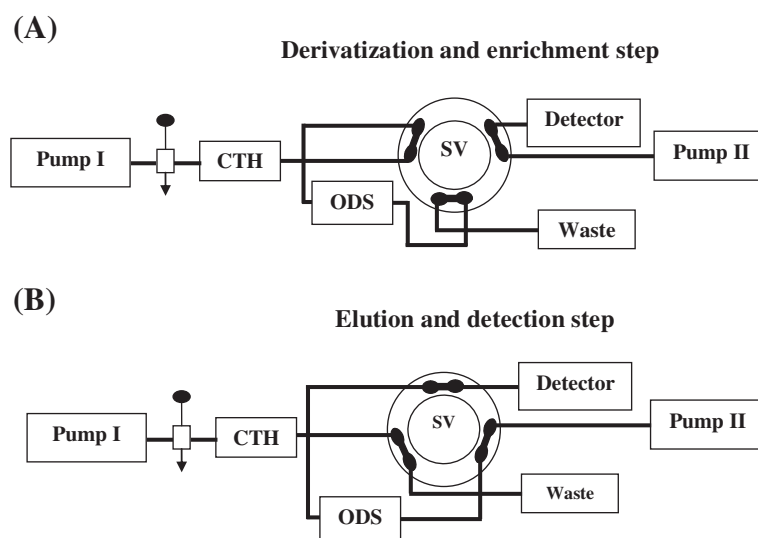 (A)
Derivatization and enrichment step
Detector
Pump I
CTH
SV
Pump II
ODS
Waste
(B)
Elution and detection step
Detector
Pump I
CTH
SV
Pump II
Waste
ODS